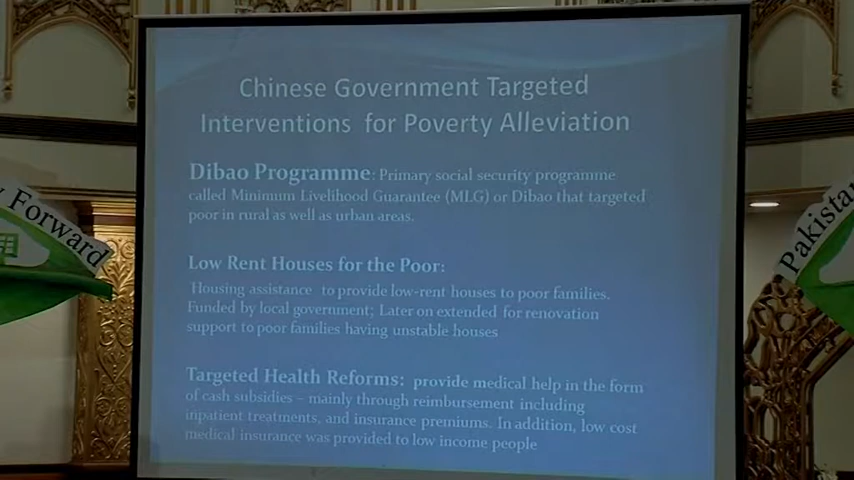 Chinese Government Targeted
Interventions for Poverty Alleviation
Dibao Programme: Primary social security programme
called Minimum Livelihood Guarantee (MLG) or Dibao that targeted
poor in rural as well as urban areas.
Low Rent Houses for the Poor:
Housing assistance to provide low-rent houses to poor families.
Funded by local government; Later on extended for renovation
support to poor families having unstable houses
Targeted Health Reforms: provide medical help in the form
of cash subsidies – mainly through reimbursement including
inpatient treatments, and insurance premiums. In addition, low cost
medical insurance was provided to low income people
Forward
Pakistan